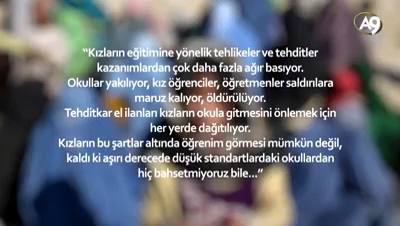 A9
"Kızların eğitimine yönelik tehlikeler ve tehditler
kazanımlardan çok daha fazla ağır basıyor.
Okullar yakılıyor, kız öğrenciler, öğretmenler saldırılara
maruz kalıyor, öldürülüyor.
Tehditkar el ilanları kızların okula gitmesini önlemek için
her yerde dağıtılıyor.
Kızların bu şartlar altında öğrenim görmesi mümkün değil,
kaldı ki aşırı derecede düşük standartlardaki okullardan
hiç bahsetmiyoruz bile..."